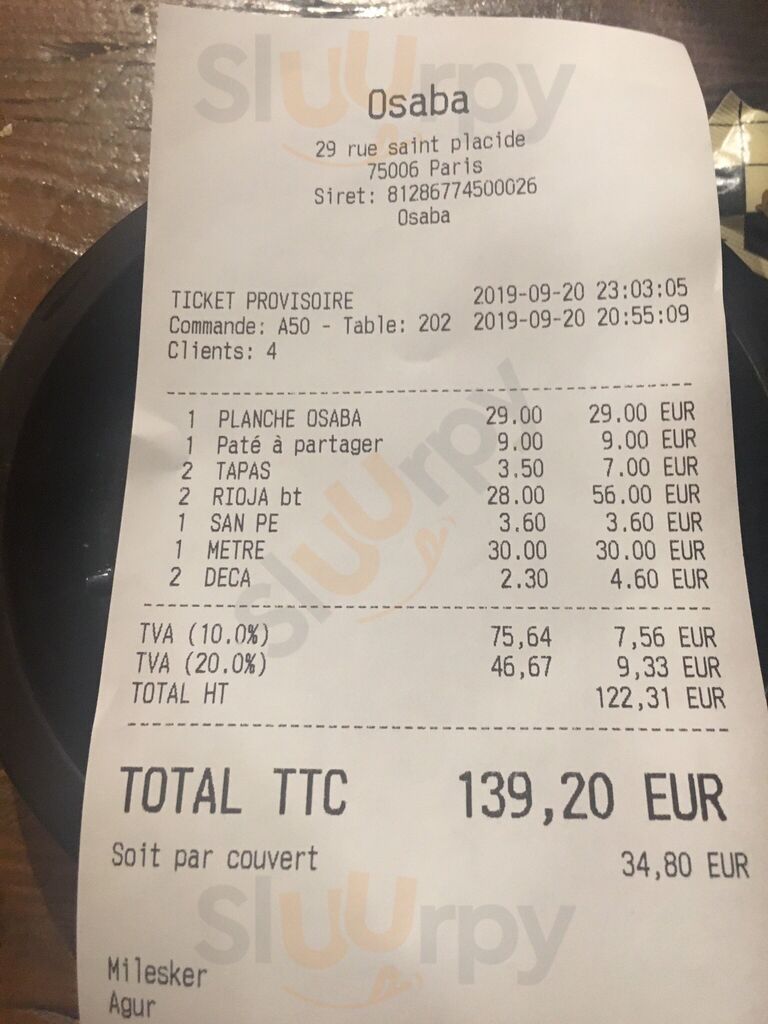 Sluurpy
Osaba
29 rue saint placide
75006 Paris
Siret: 81286774500026
Osaba
TICKET PROVISOIRE 2019-09-20 23:03:05
Commande: A50 - Table: 202 2019-09-20 20:55:09
Clients: 4
1 PLANCHE OSABA 29.00 29.00 EUR
1 Paté à partager 9.00 9.00 EUR
2 TAPAS 3.50 7.00 EUR
2 RIOJA bt 28.00 56.00 EUR
1 SAN PE 3.60 3.60 EUR
1 METRE 30.00 30.00 EUR
2 DECA 2.30 4.60 EUR
Sluurpy
TVA (10.0%) 75,64 7,56 EUR
TVA (20.0%) 46,67 9,33 EUR
TOTAL HT 122,31 EUR
TOTAL TTC 139,20 EUR
Soit par couvert 34,80 EUR
Sluurpy
Milesker
Agur